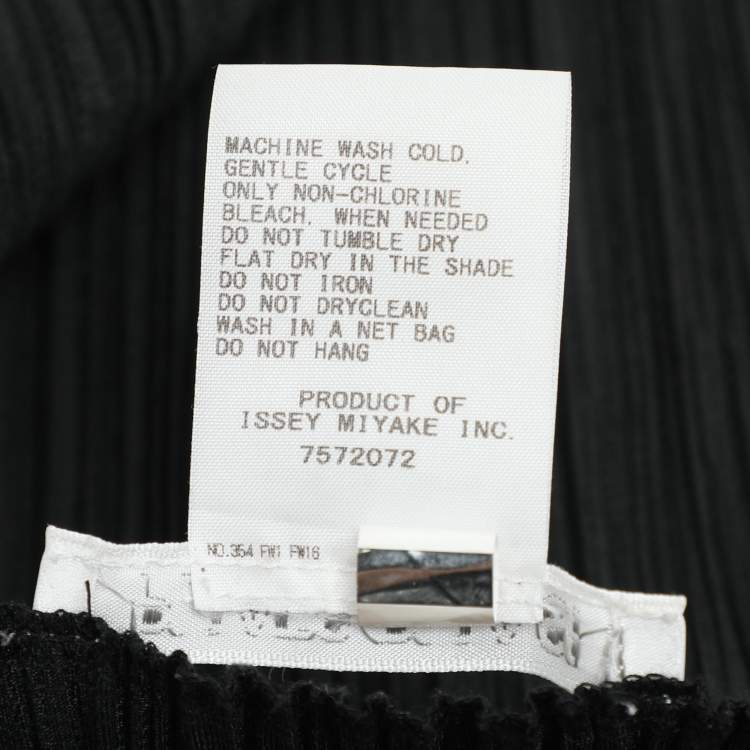 MACHINE WASH COLD.
GENTLE CYCLE
ONLY NON-CHLORINE
BLEACH. WHEN NEEDED
DO NOT TUMBLE DRY
FLAT DRY IN THE SHADE
DO NOT IRON
DO NOT DRYCLEAN
WASH IN A NET BAG
DO NOT HANG
PRODUCT OF
ISSEY MIYAKE INC.
7572072
NO.354 FW1 FW16